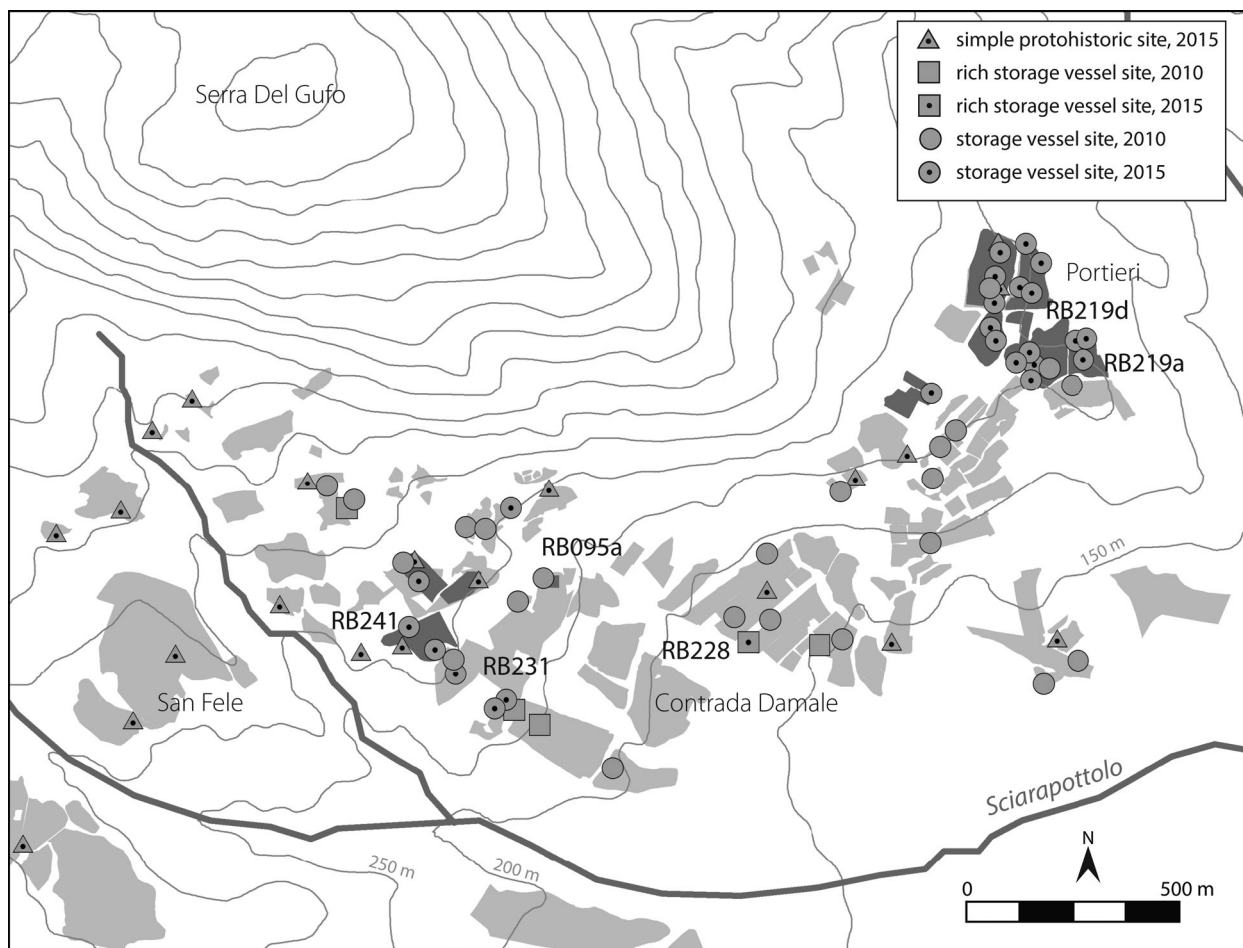 simple protohistoric site, 2015
rich storage vessel site, 2010
rich storage vessel site, 2015
storage vessel site, 2010
storage vessel site, 2015
Serra Del Gufo
Portieri
RB219d
RB219a
RB095a
150 m
RB241
RB231
RB228
San Fele
Contrada Damale
Sciarapottolo
250 m
200 m
N
0
500 m